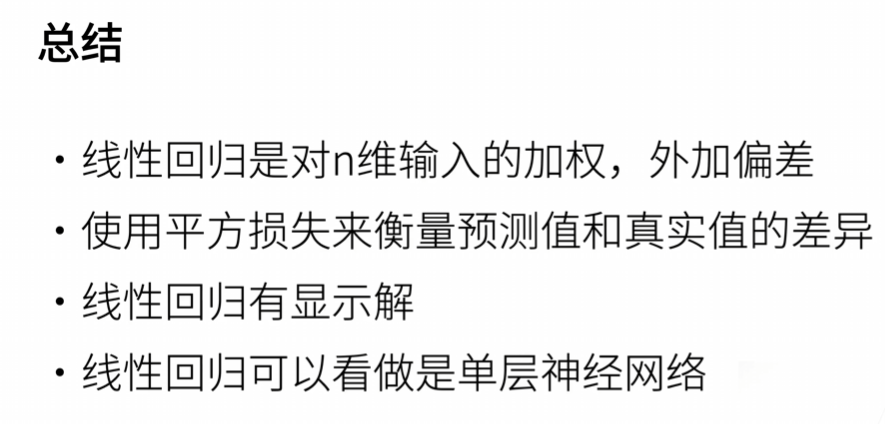 总结
• 线性回归是对n维输入的加权，外加偏差
• 使用平方损失来衡量预测值和真实值的差异
• 线性回归有显示解
• 线性回归可以看做是单层神经网络